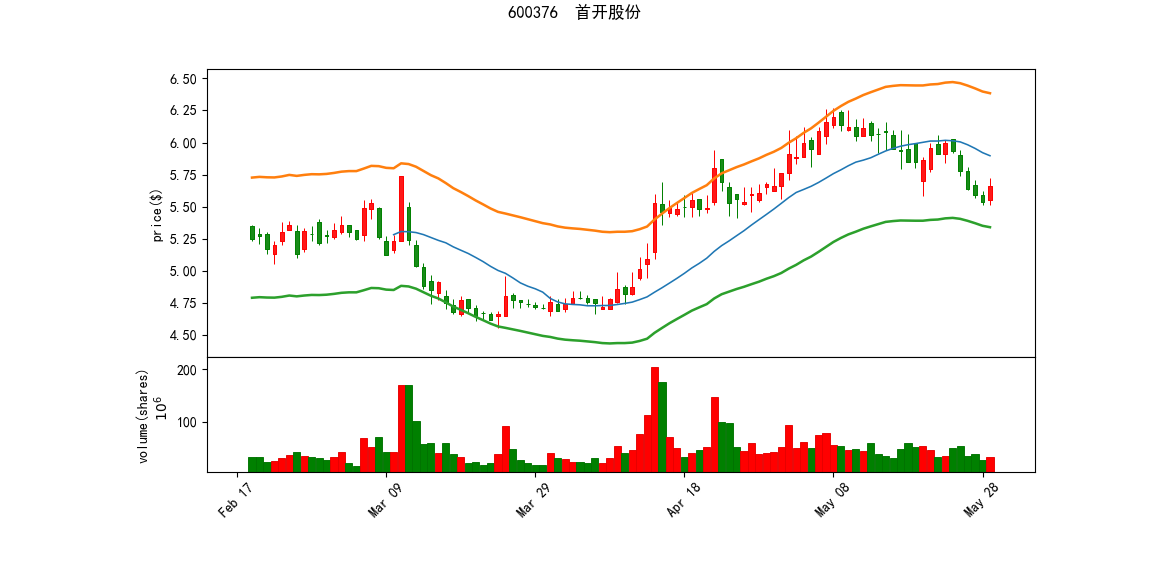 600376 首开股份
price($)
6.50
6.25
6.00
5.75
5.50
5.25
5.00
4.75
4.50
volume(shares)
10^6
200
100
Feb 17
Mar 09
Mar 29
Apr 18
May 08
May 28